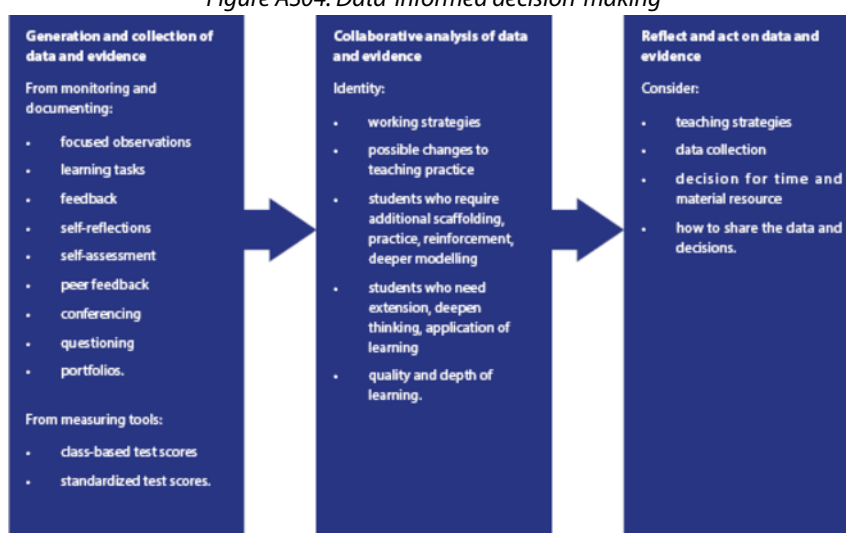 Figure AS04: Data-informed decision-making
Generation and collection of
data and evidence
From monitoring and
documenting:
• focused observations
• learning tasks
• feedback
• self-reflections
• self-assessment
• peer feedback
• conferencing
• questioning
• portfolios.
From measuring tools:
• class-based test scores
• standardized test scores.
Collaborative analysis of data
and evidence
Identity:
• working strategies
• possible changes to
teaching practice
• students who require
additional scaffolding,
practice, reinforcement,
deeper modelling
• students who need
extension, deepen
thinking, application of
learning
• quality and depth of
learning.
Reflect and act on data and
evidence
Consider:
• teaching strategies
• data collection
• decision for time and
material resource
• how to share the data and
decisions.